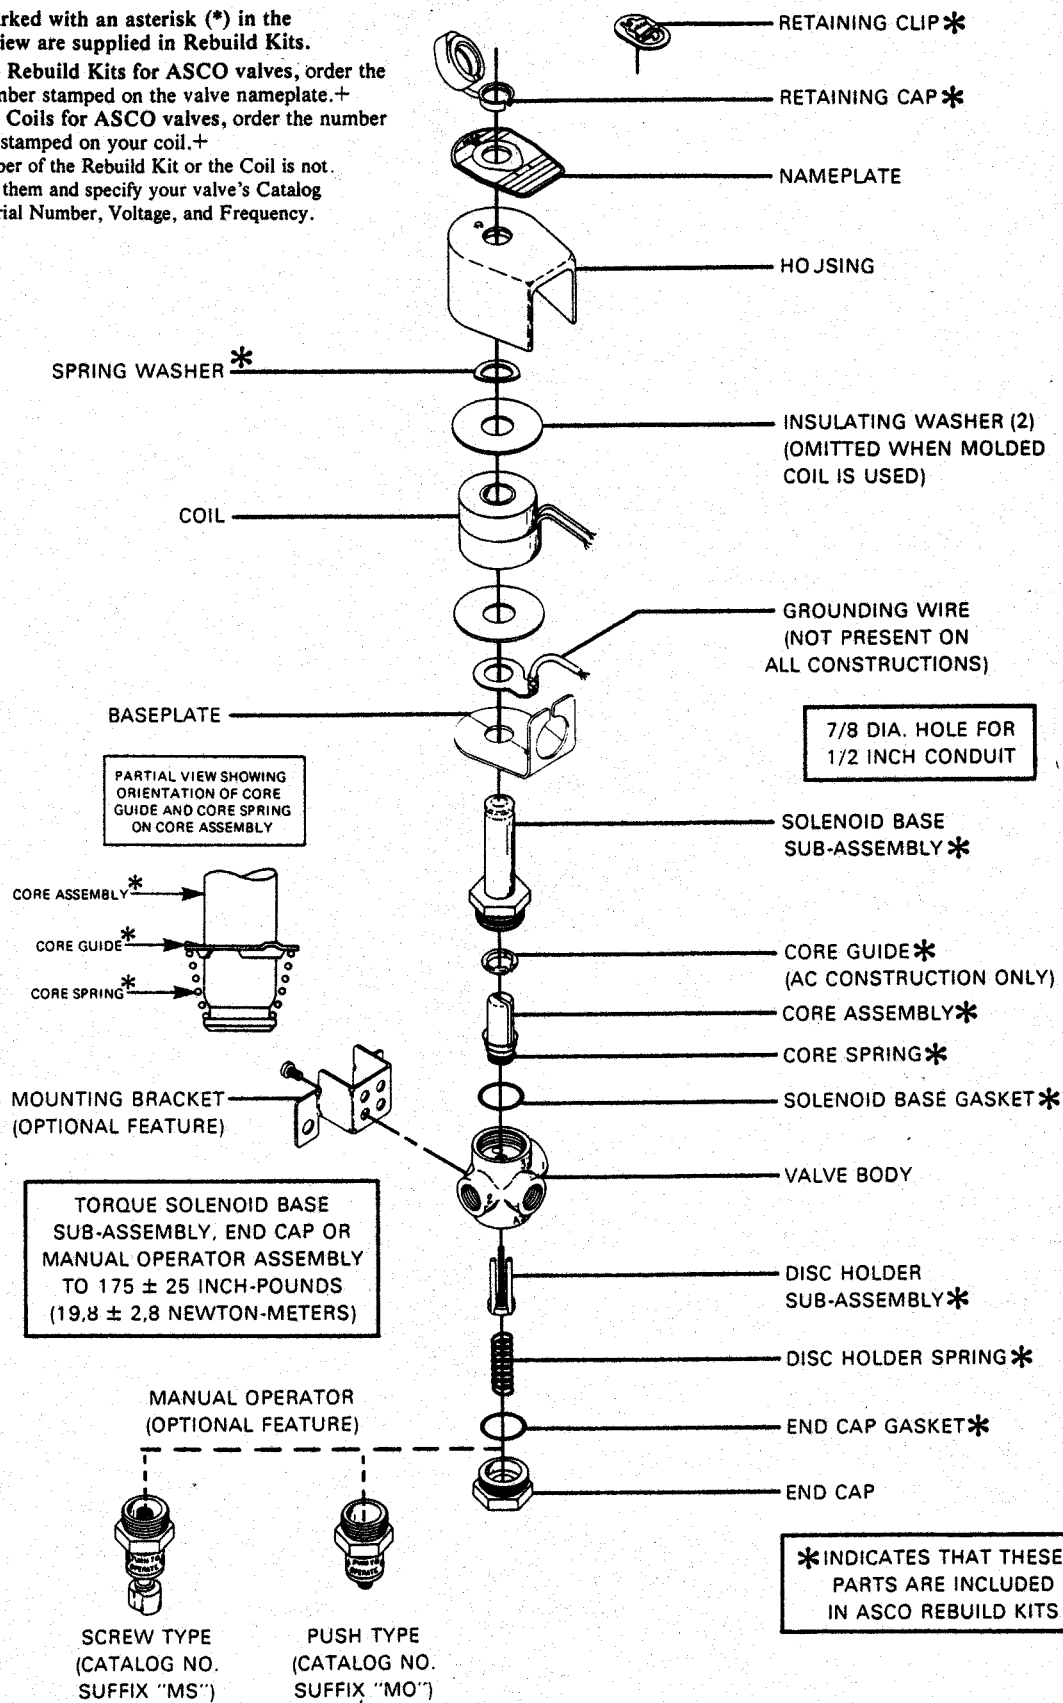 rked with an asterisk (*) in the
iew are supplied in Rebuild Kits.
Rebuild Kits for ASCO valves, order the
nber stamped on the valve nameplate.+
Coils for ASCO valves, order the number
stamped on your coil.+
ber of the Rebuild Kit or the Coil is not
them and specify your valve's Catalog
rial Number, Voltage, and Frequency.
RETAINING CLIP*
RETAINING CAP*
NAMEPLATE
HOJSING
SPRING WASHER*
INSULATING WASHER (2)
(OMITTED WHEN MOLDED
COIL IS USED)
COIL
GROUNDING WIRE
(NOT PRESENT ON
ALL CONSTRUCTIONS)
BASEPLATE
7/8 DIA. HOLE FOR
1/2 INCH CONDUIT
PARTIAL VIEW SHOWING
ORIENTATION OF CORE
GUIDE AND CORE SPRING
ON CORE ASSEMBLY
SOLENOID BASE
SUB-ASSEMBLY*
CORE ASSEMBLY*
CORE GUIDE*
CORE SPRING*
CORE GUIDE*
(AC CONSTRUCTION ONLY)
CORE ASSEMBLY*
CORE SPRING*
MOUNTING BRACKET
(OPTIONAL FEATURE)
SOLENOID BASE GASKET*
VALVE BODY
TORQUE SOLENOID BASE
SUB-ASSEMBLY, END CAP OR
MANUAL OPERATOR ASSEMBLY
TO 175 ± 25 INCH-POUNDS
(19,8 ± 2,8 NEWTON-METERS)
DISC HOLDER
SUB-ASSEMBLY*
DISC HOLDER SPRING*
MANUAL OPERATOR
(OPTIONAL FEATURE)
END CAP GASKET*
END CAP
PUSH TO
OPERATE
PUSH TO
OPERATE
SCREW TYPE
(CATALOG NO.
SUFFIX "MS")
PUSH TYPE
(CATALOG NO.
SUFFIX "MO")
*INDICATES THAT THESE
PARTS ARE INCLUDED
IN ASCO REBUILD KITS